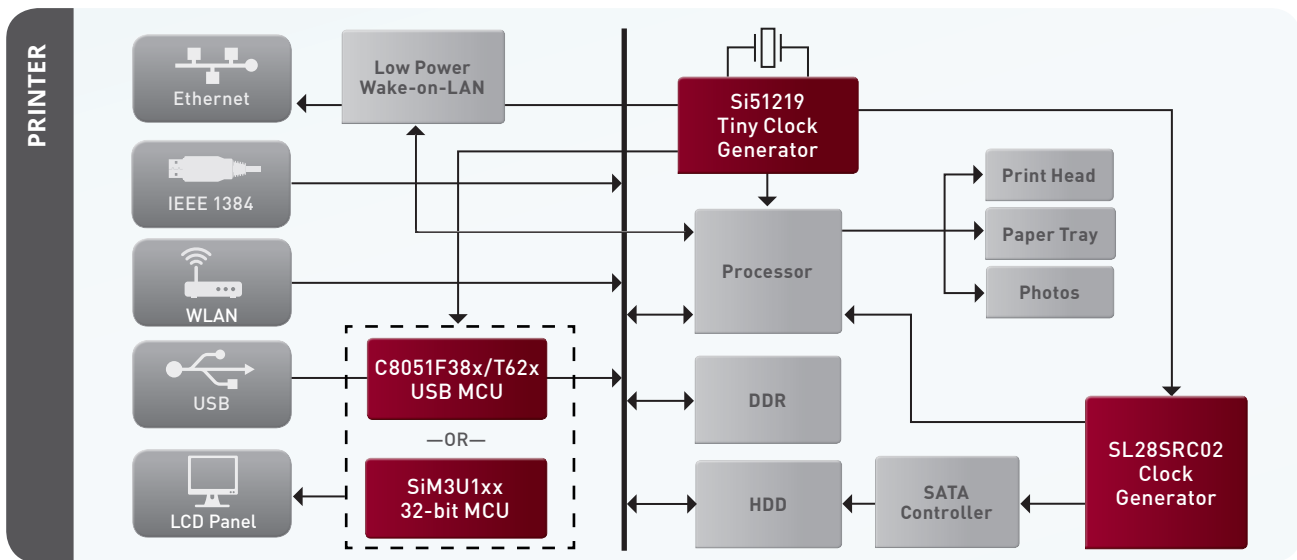 PRINTER
Ethernet
IEEE 1384
WLAN
USB
LCD Panel
Low Power
Wake-on-LAN
C8051F38x/T62x
USB MCU
—OR—
SiM3U1xx
32-bit MCU
Si51219
Tiny Clock
Generator
Processor
DDR
HDD
SATA
Controller
Print Head
Paper Tray
Photos
SL28SRC02
Clock
Generator